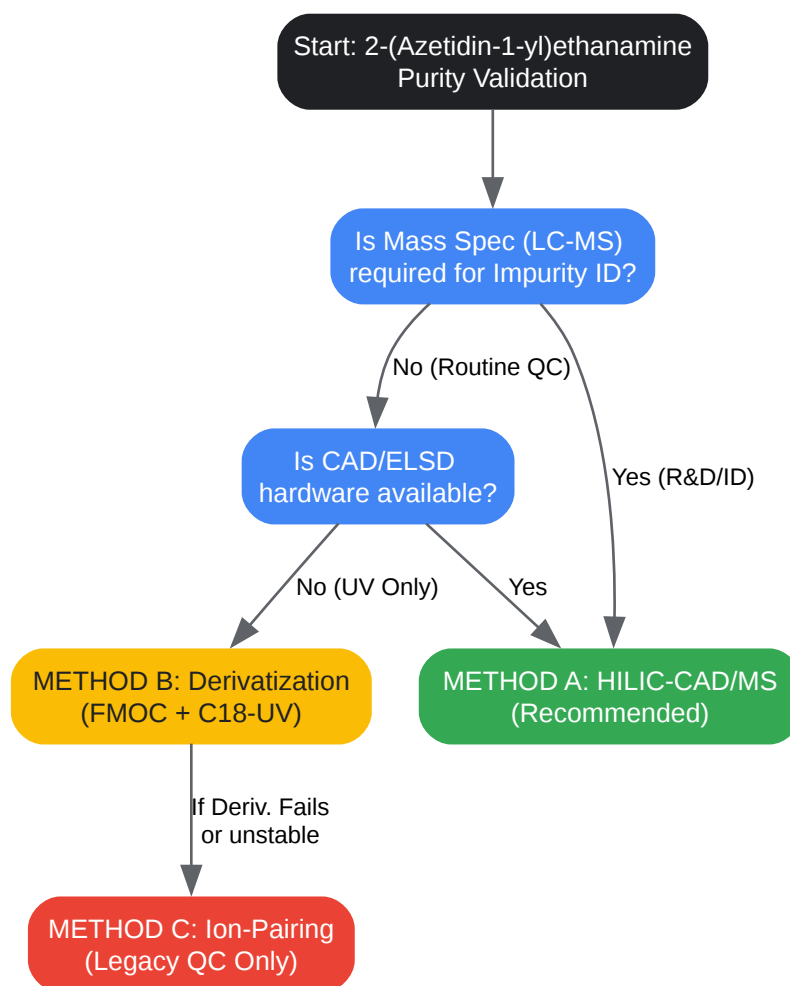 Start: 2-(Azetidin-1-yl)ethanamine
Purity Validation
Is Mass Spec (LC-MS)
required for Impurity ID?
No (Routine QC)
Is CAD/ELSD
hardware available?
Yes (R&D/ID)
No (UV Only)
Yes
METHOD B: Derivatization
(FMOC + C18-UV)
METHOD A: HILIC-CAD/MS
(Recommended)
If Deriv. Fails
or unstable
METHOD C: Ion-Pairing
(Legacy QC Only)